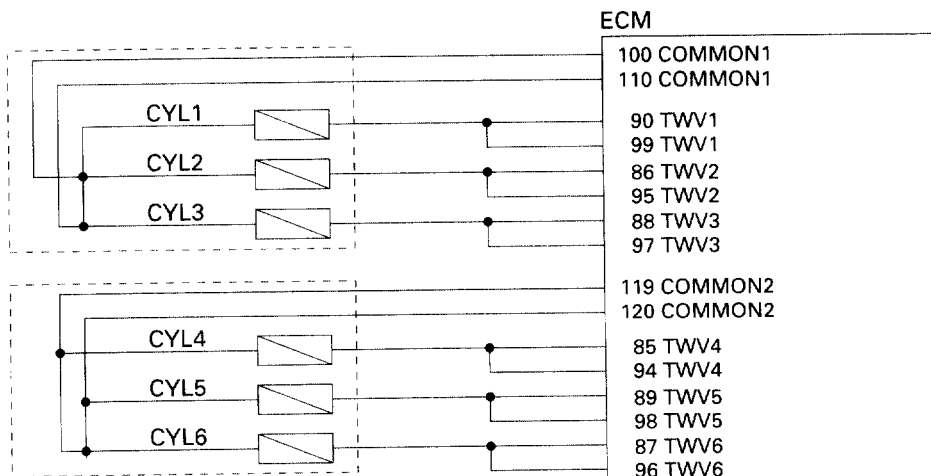 ECM
100 COMMON1
110 COMMON1
CYL1
90 TWV1
99 TWV1
CYL2
86 TWV2
95 TWV2
CYL3
88 TWV3
97 TWV3
119 COMMON2
120 COMMON2
CYL4
85 TWV4
94 TWV4
CYL5
89 TWV5
98 TWV5
CYL6
87 TWV6
96 TWV6